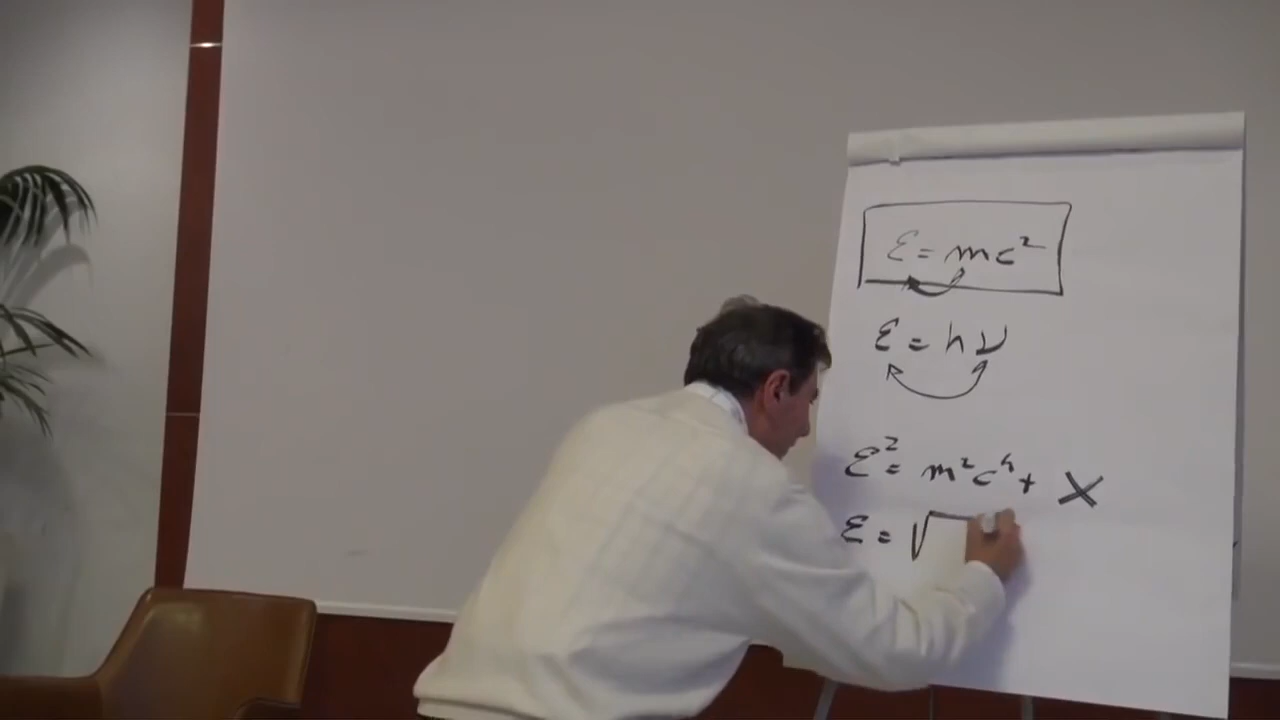 E = mc²
E = hν
E² = m²c⁴ + X
E = √